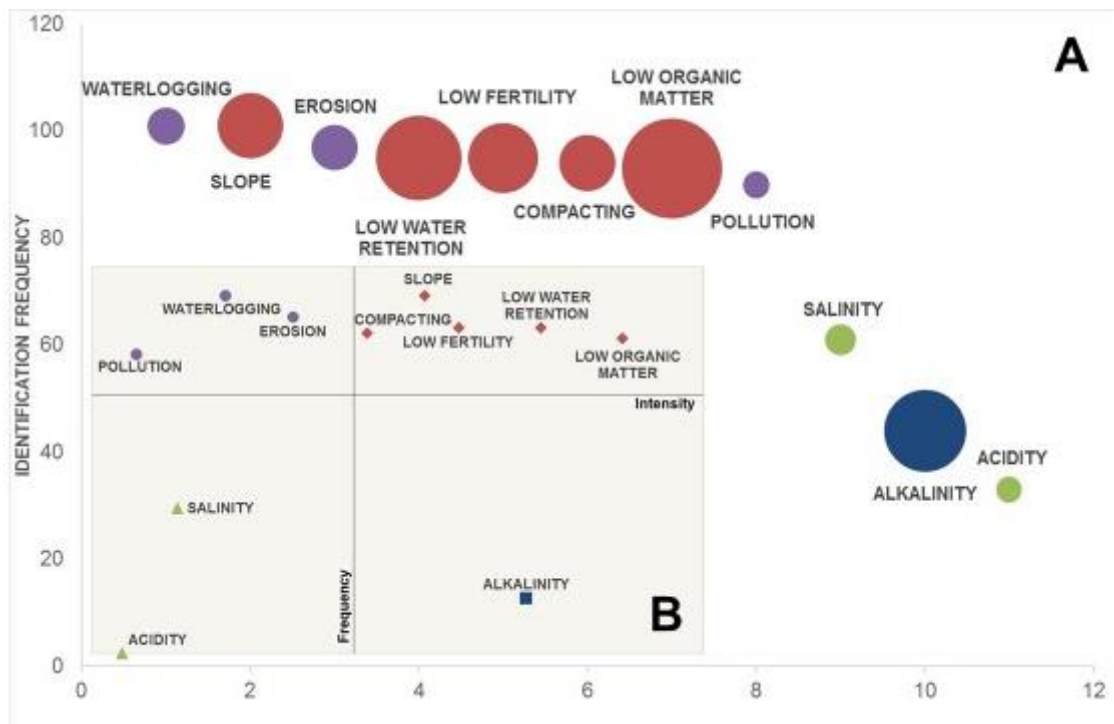 120
A
WATERLOGGING
LOW ORGANIC
MATTER
LOW FERTILITY
EROSION
100
SLOPE
COMPACTING
POLLUTION
LOW WATER
RETENTION
80
IDENTIFICATION FREQUENCY
SLOPE
WATERLOGGING
LOW WATER
RETENTION
EROSION
COMPACTING
LOW FERTILITY
POLLUTION
LOW ORGANIC
MATTER
SALINITY
60
Intensity
40
ACIDITY
ALKALINITY
SALINITY
20
ALKALINITY
Frequency
B
ACIDITY
0
0
2
4
6
8
10
12